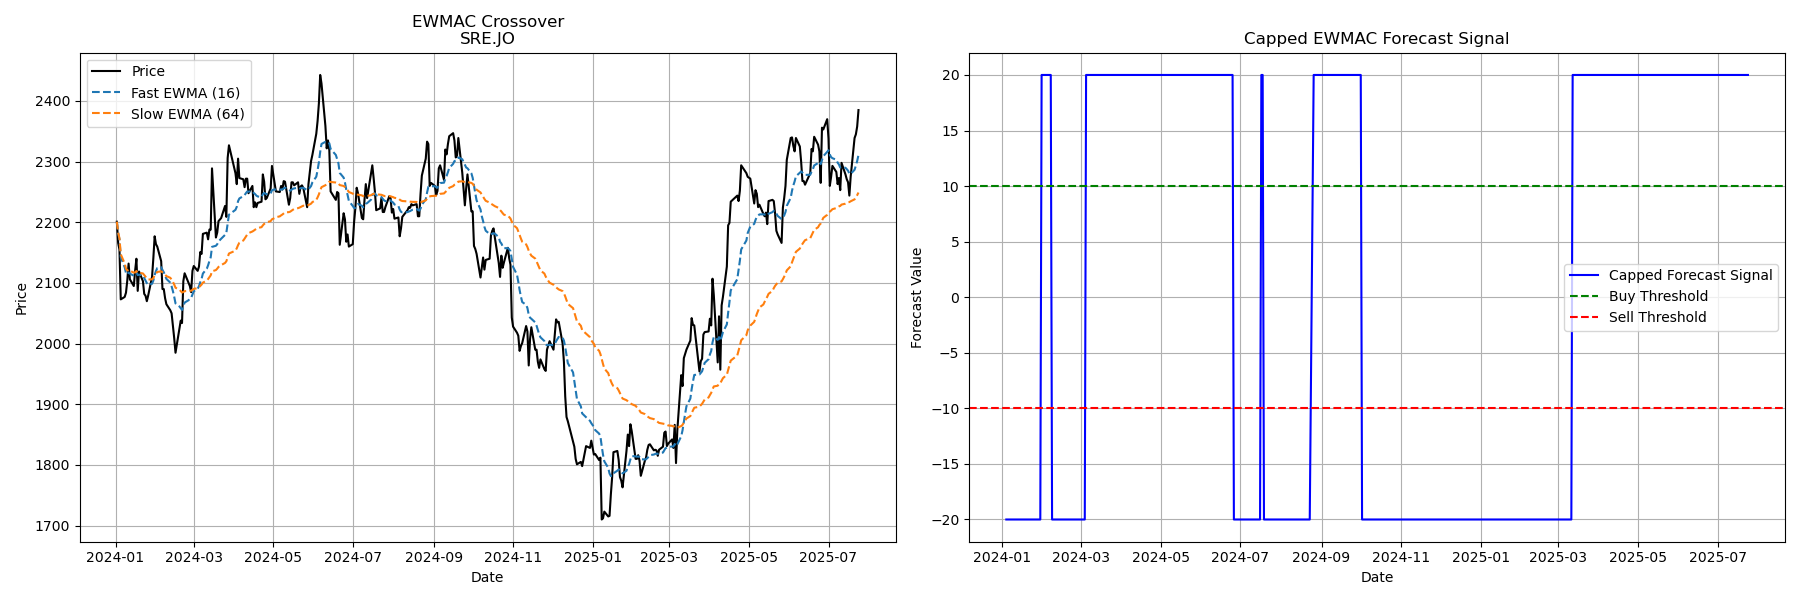 EWMAC Crossover
SRE.JO
Price
Fast EWMA (16)
Slow EWMA (64)
2400
2300
2200
2100
2000
1900
1800
1700
Price
2024-01
2024-03
2024-05
2024-07
2024-09
2024-11
2025-01
2025-03
2025-05
2025-07
Date
Capped EWMAC Forecast Signal
20
15
10
5
0
−5
−10
−15
−20
Forecast Value
Capped Forecast Signal
Buy Threshold
Sell Threshold
2024-01
2024-03
2024-05
2024-07
2024-09
2024-11
2025-01
2025-03
2025-05
2025-07
Date